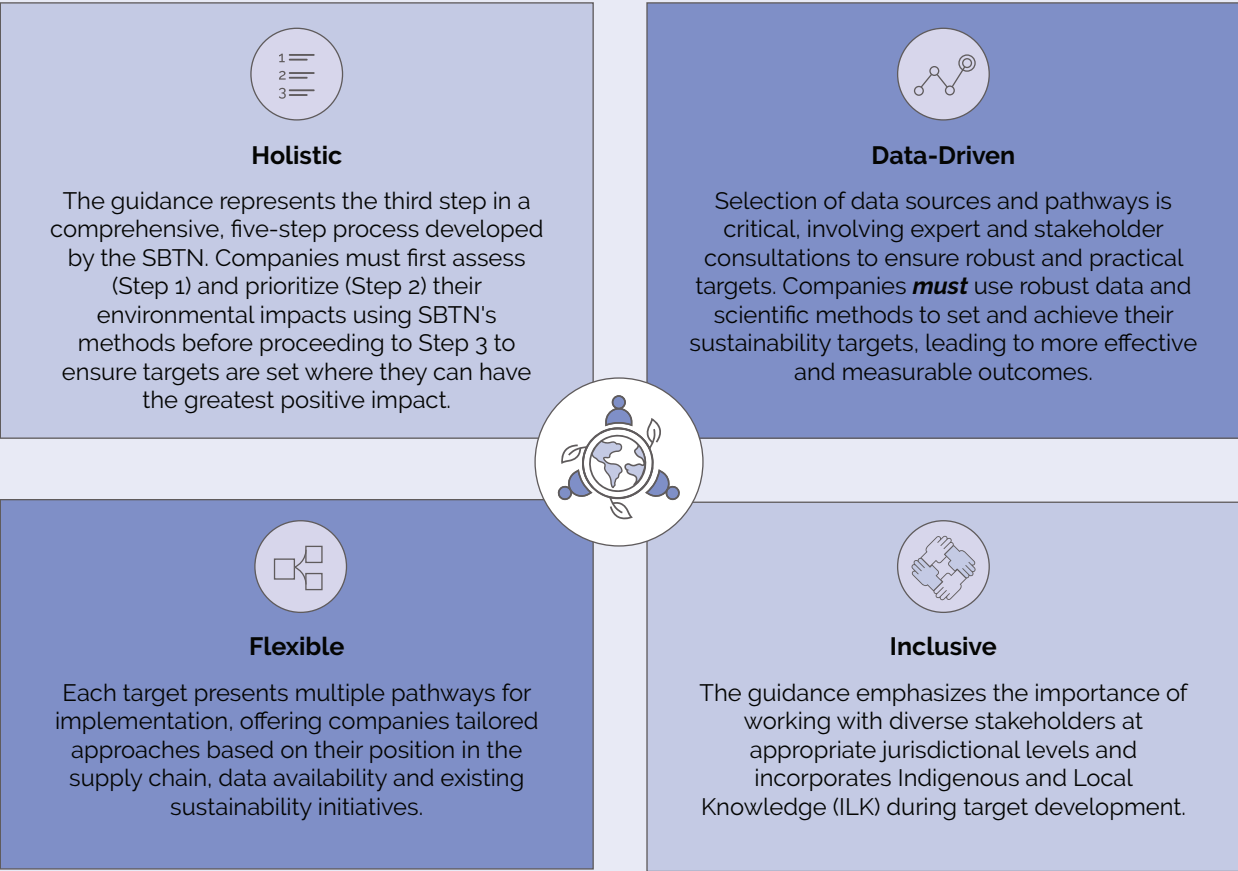 1
2
3
Holistic
The guidance represents the third step in a
comprehensive, five-step process developed
by the SBTN. Companies must first assess
(Step 1) and prioritize (Step 2) their
environmental impacts using SBTN's
methods before proceeding to Step 3 to
ensure targets are set where they can have
the greatest positive impact.
Data-Driven
Selection of data sources and pathways is
critical, involving expert and stakeholder
consultations to ensure robust and practical
targets. Companies must use robust data and
scientific methods to set and achieve their
sustainability targets, leading to more effective
and measurable outcomes.
Flexible
Each target presents multiple pathways for
implementation, offering companies tailored
approaches based on their position in the
supply chain, data availability and existing
sustainability initiatives.
Inclusive
The guidance emphasizes the importance of
working with diverse stakeholders at
appropriate jurisdictional levels and
incorporates Indigenous and Local
Knowledge (ILK) during target development.